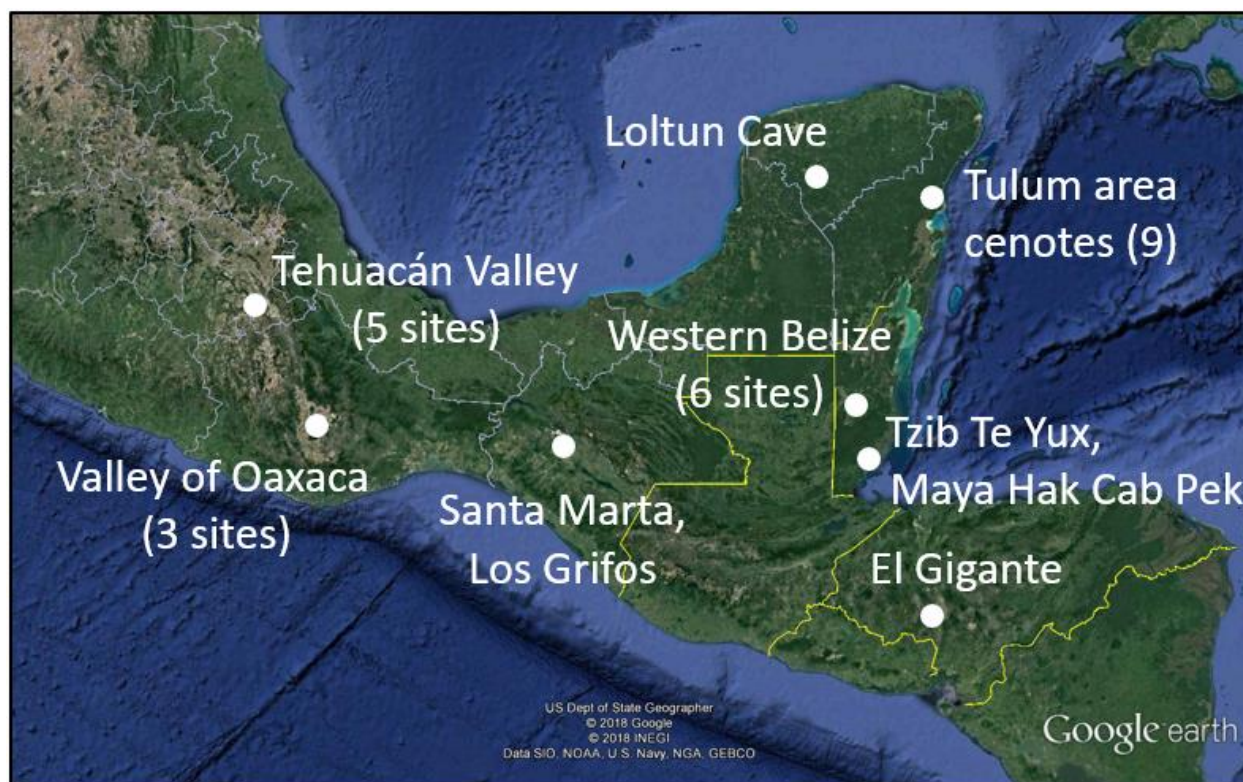 Loltun Cave
Tulum area
cenotes (9)
Tehuacán Valley
(5 sites)
Western Belize
(6 sites)
Tzib Te Yux,
Maya Hak Cab Pek
Valley of Oaxaca
(3 sites)
Santa Marta,
Los Grifos
El Gigante
US Dept of State Geographer
© 2018 Google
© 2018 INEGI
Data SIO, NOAA, U.S. Navy, NGA, GEBCO
Google earth